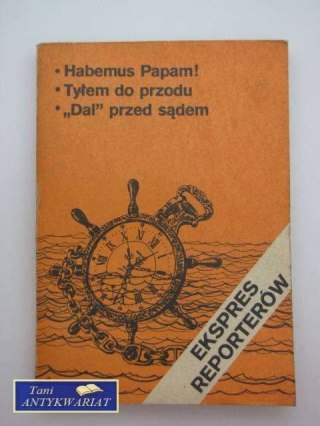 • Habemus Papam!
• Tyłem do przodu
• „Dal” przed sądem
EKSPRES
REPORTERÓW
Tani
ANTYKWARIAT